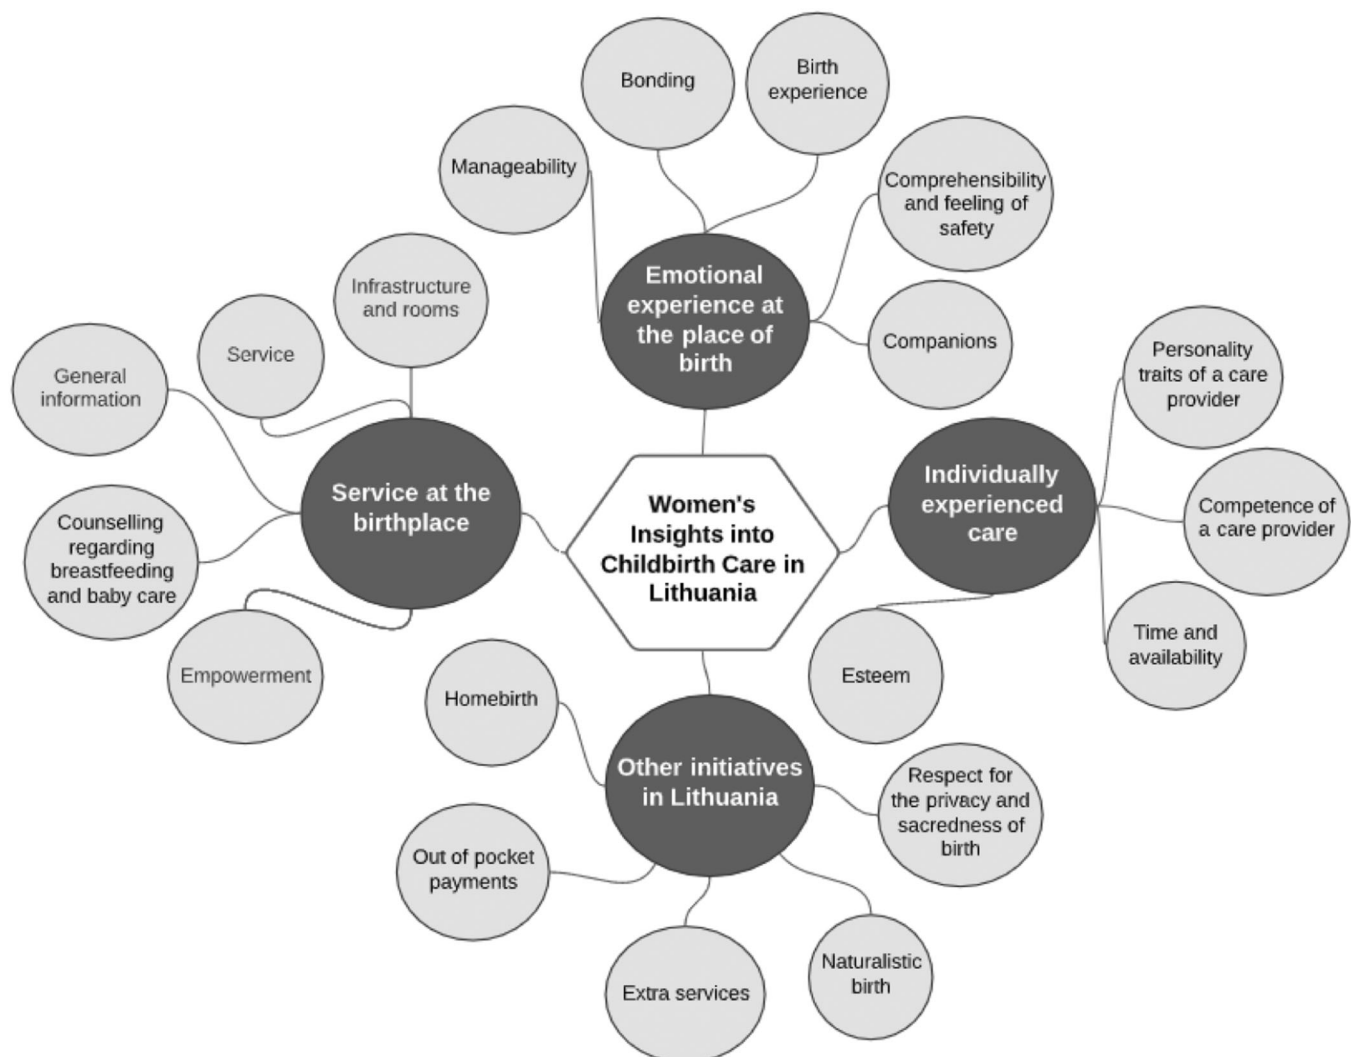 Bonding
Birth
experience
Manageability
Comprehensibility
and feeling of
safety
Emotional
experience at
the place of
birth
Companions
Infrastructure
and rooms
Service
General
information
Service at the
birthplace
Counselling
regarding
breastfeeding
and baby care
Empowerment
Women's
Insights into
Childbirth Care in
Lithuania
Individually
experienced
care
Personality
traits of a care
provider
Competence of
a care provider
Time and
availability
Esteem
Homebirth
Other initiatives
in Lithuania
Respect for
the privacy and
sacredness of
birth
Out of pocket
payments
Extra services
Naturalistic
birth